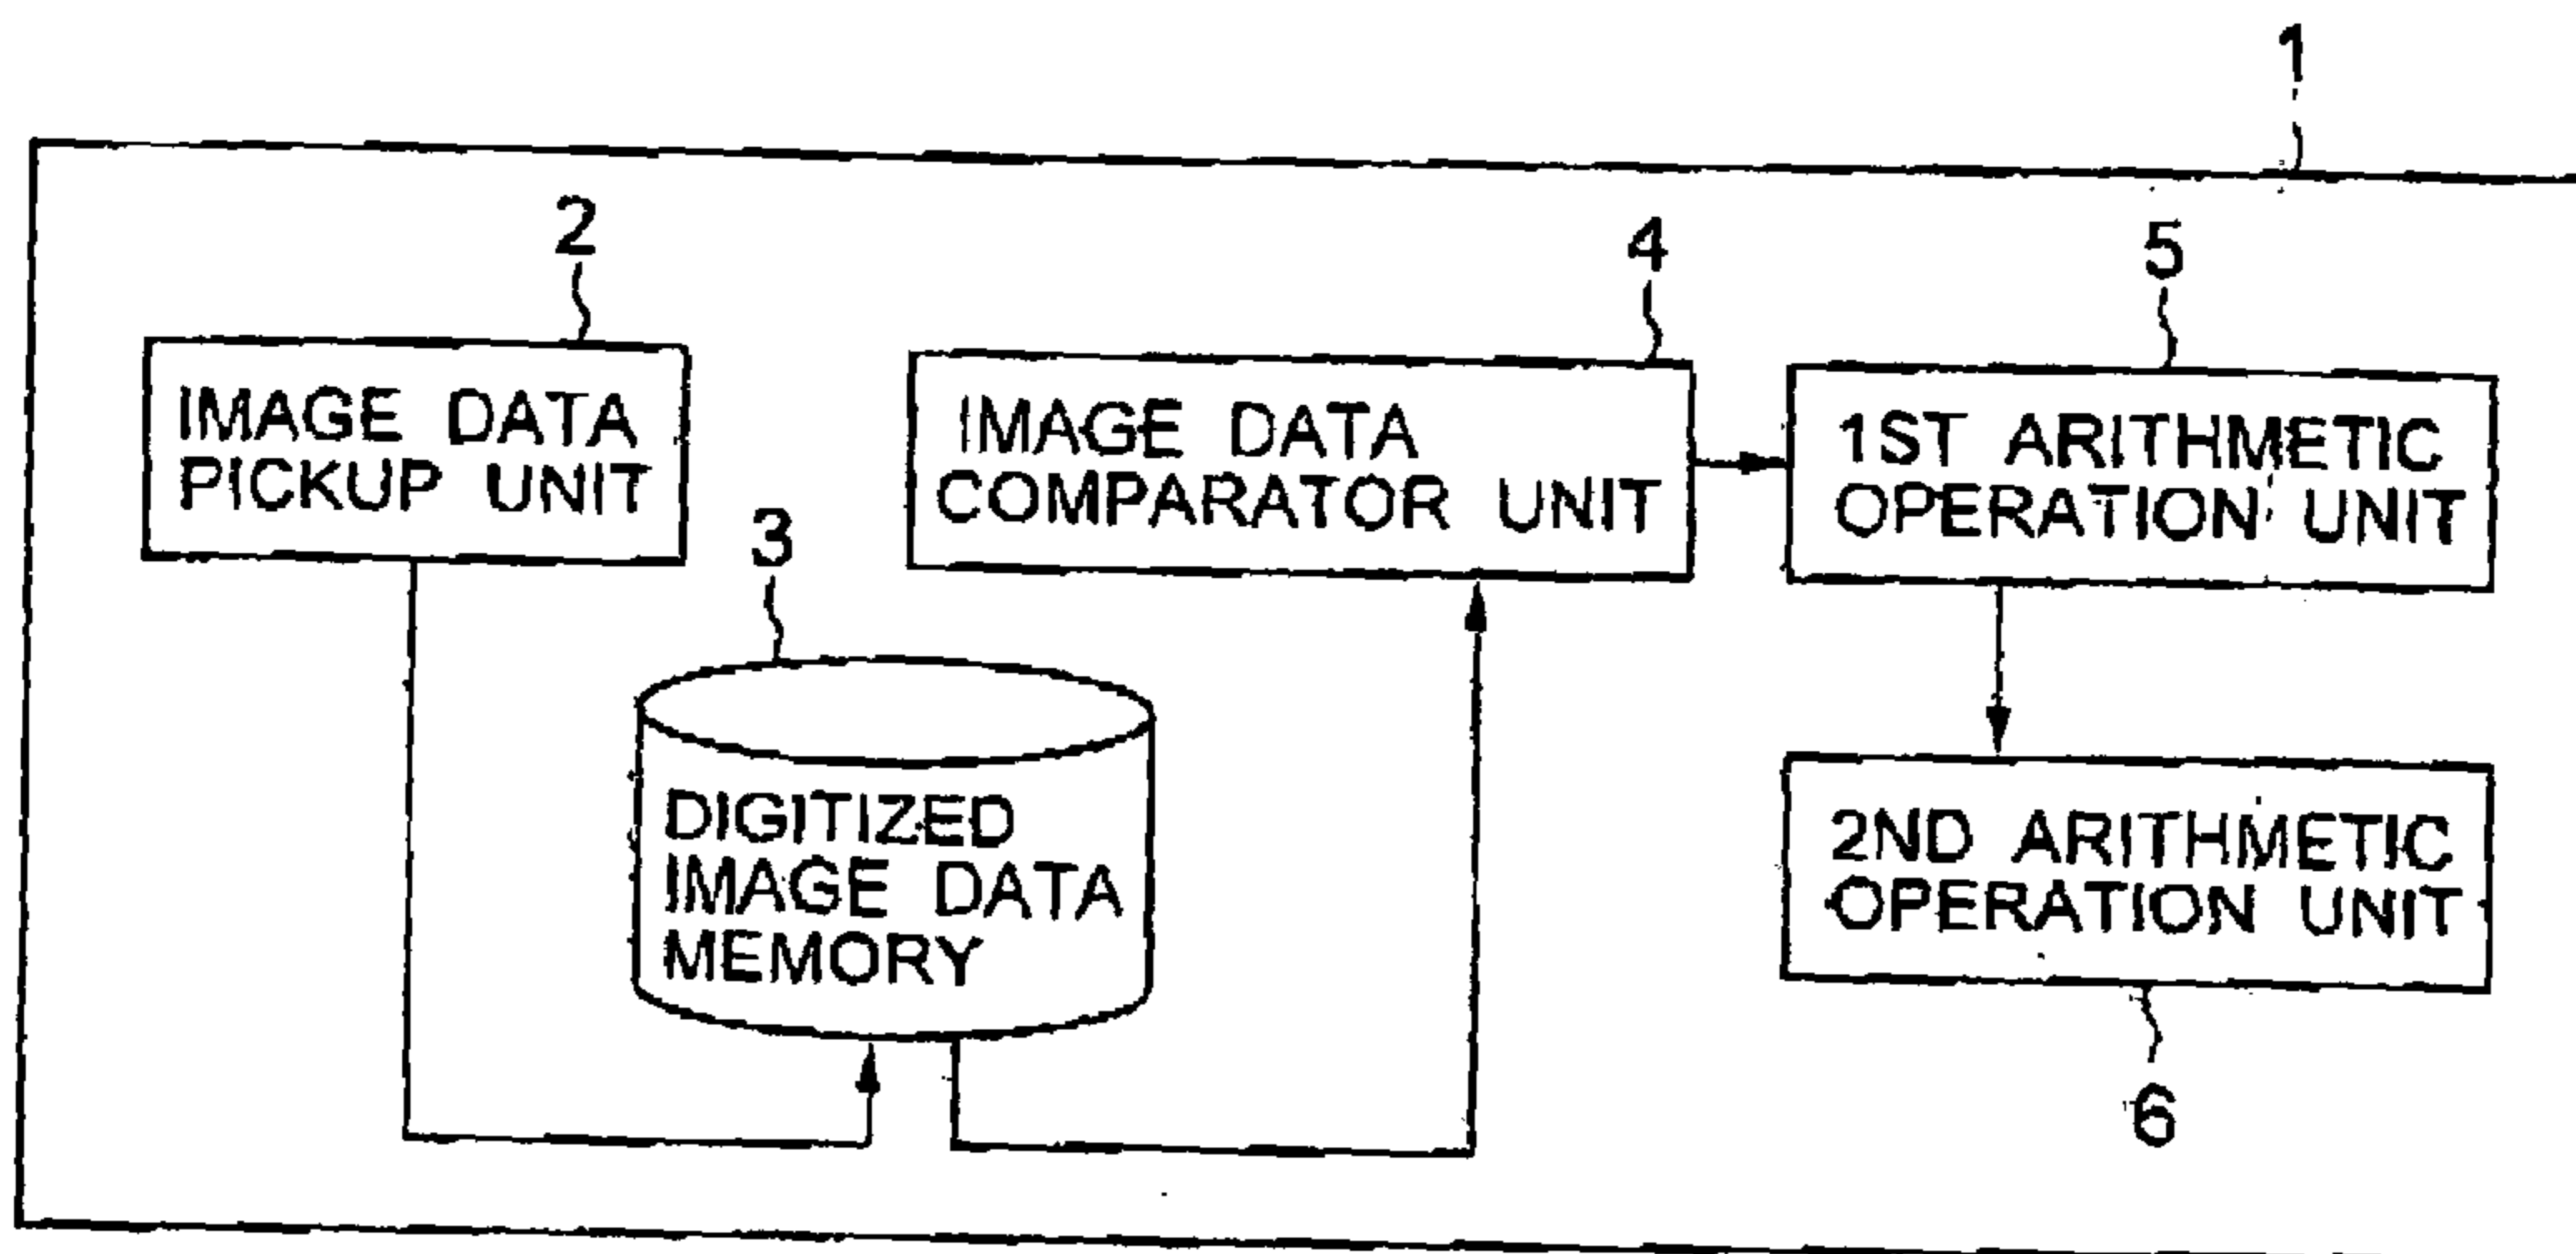 1
2
IMAGE DATA
PICKUP UNIT
3
DIGITIZED
IMAGE DATA
MEMORY
4
IMAGE DATA
COMPARATOR UNIT
5
1ST ARITHMETIC
OPERATION UNIT
2ND ARITHMETIC
OPERATION UNIT
6